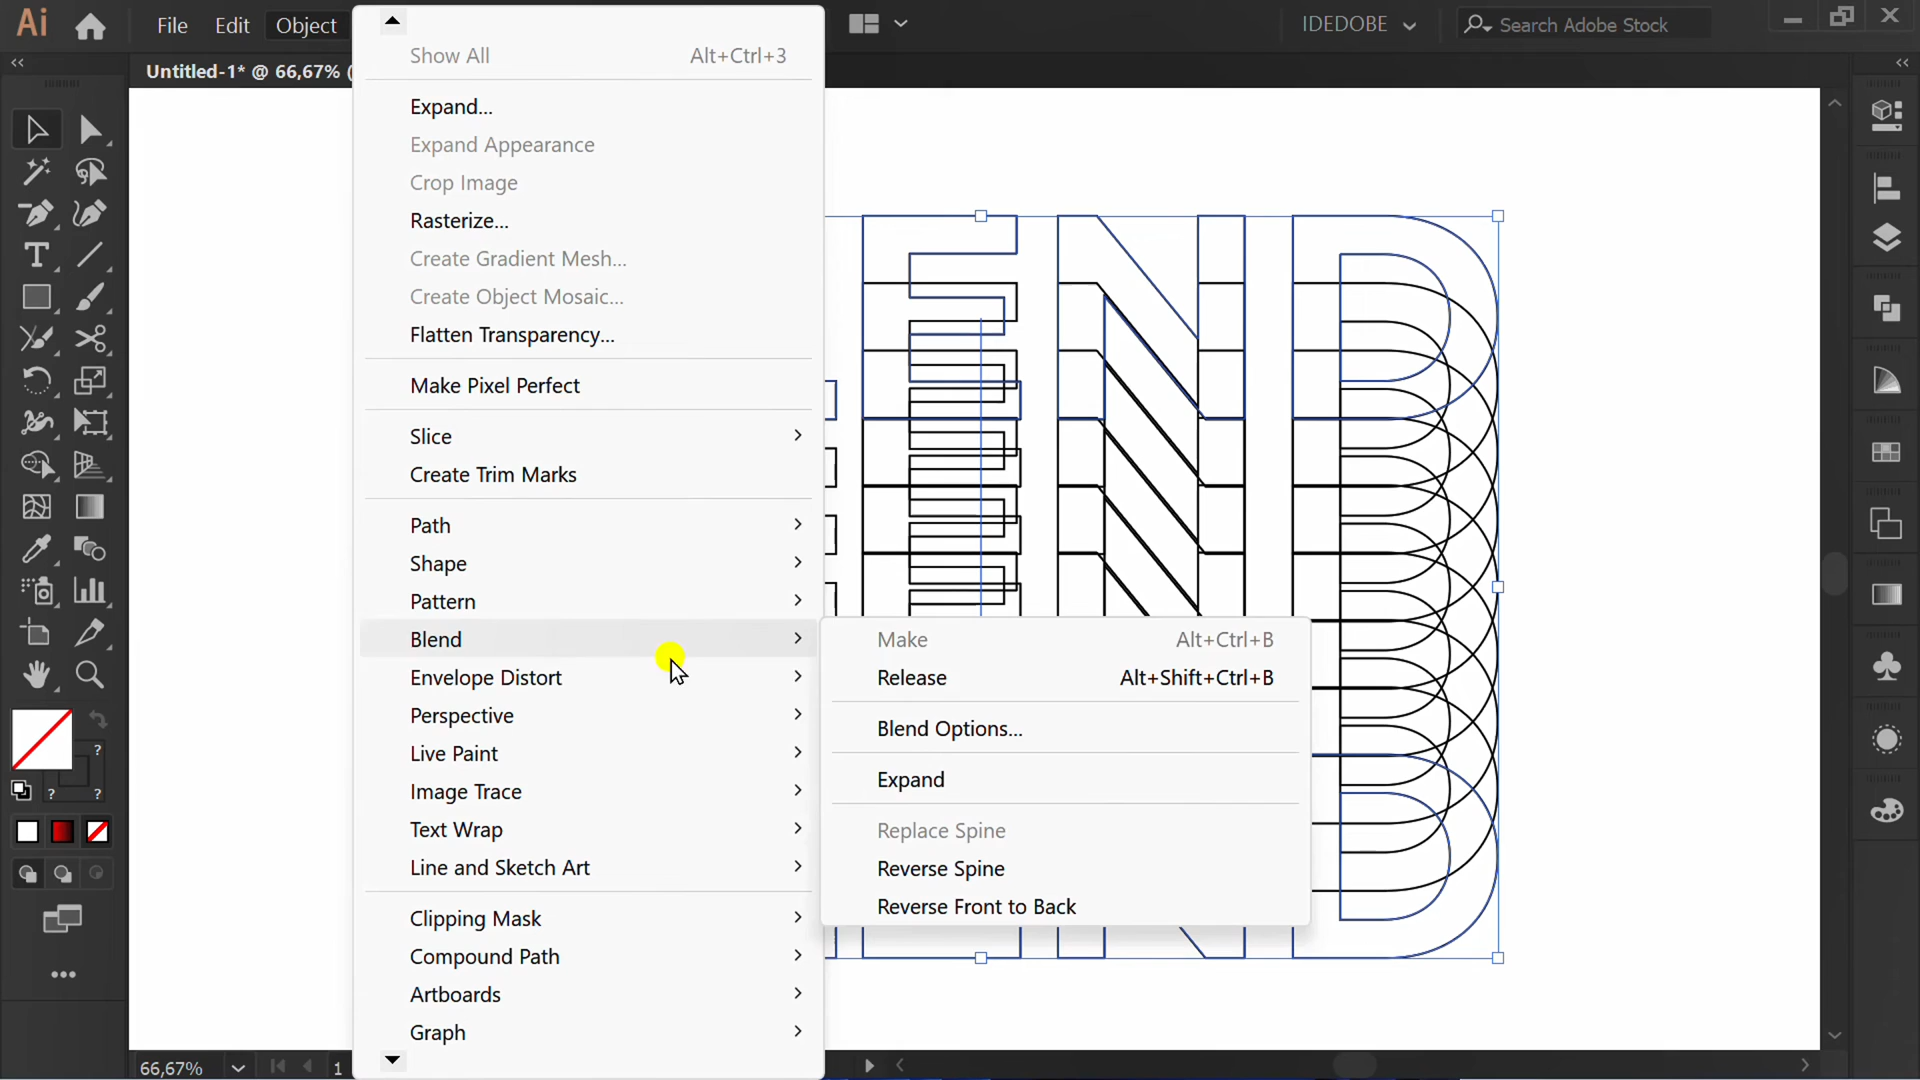 Ai
File
Edit
Object
IDEDOBE
Search Adobe Stock
Untitled-1* @ 66,67% (
Show All Alt+Ctrl+3
Expand...
Expand Appearance
Crop Image
Rasterize...
Create Gradient Mesh...
Create Object Mosaic...
Flatten Transparency...
Make Pixel Perfect
Slice
Create Trim Marks
Path
Shape
Pattern
Blend
Envelope Distort
Perspective
Live Paint
Image Trace
Text Wrap
Line and Sketch Art
Clipping Mask
Compound Path
Artboards
Graph
Make Alt+Ctrl+B
Release Alt+Shift+Ctrl+B
Blend Options...
Expand
Replace Spine
Reverse Spine
Reverse Front to Back
END
?
? ?
66,67%
1